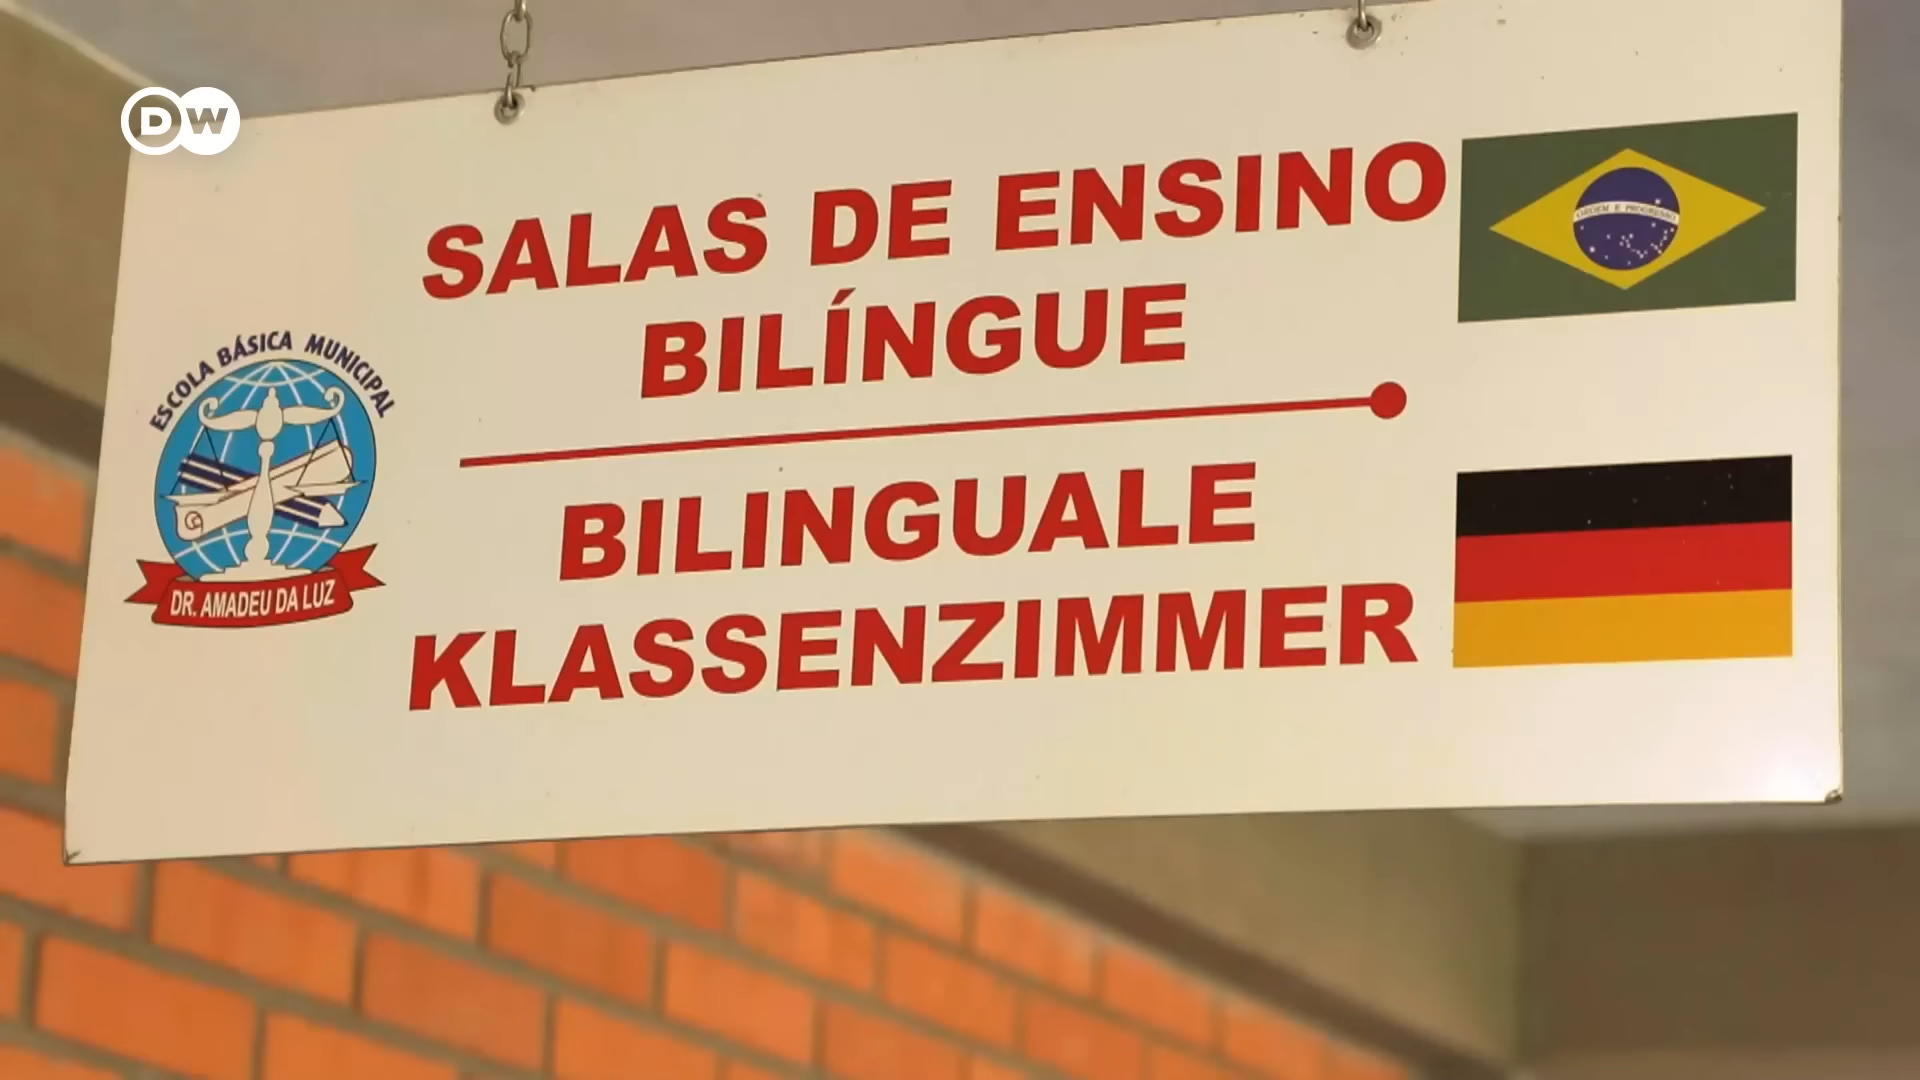 DW
SALAS DE ENSINO
BILÍNGUE
BILINGUALE
KLASSENZIMMER
ESCOLA BÁSICA MUNICIPAL
DR. AMADEU DA LUZ
ORDEM E PROGRESSO